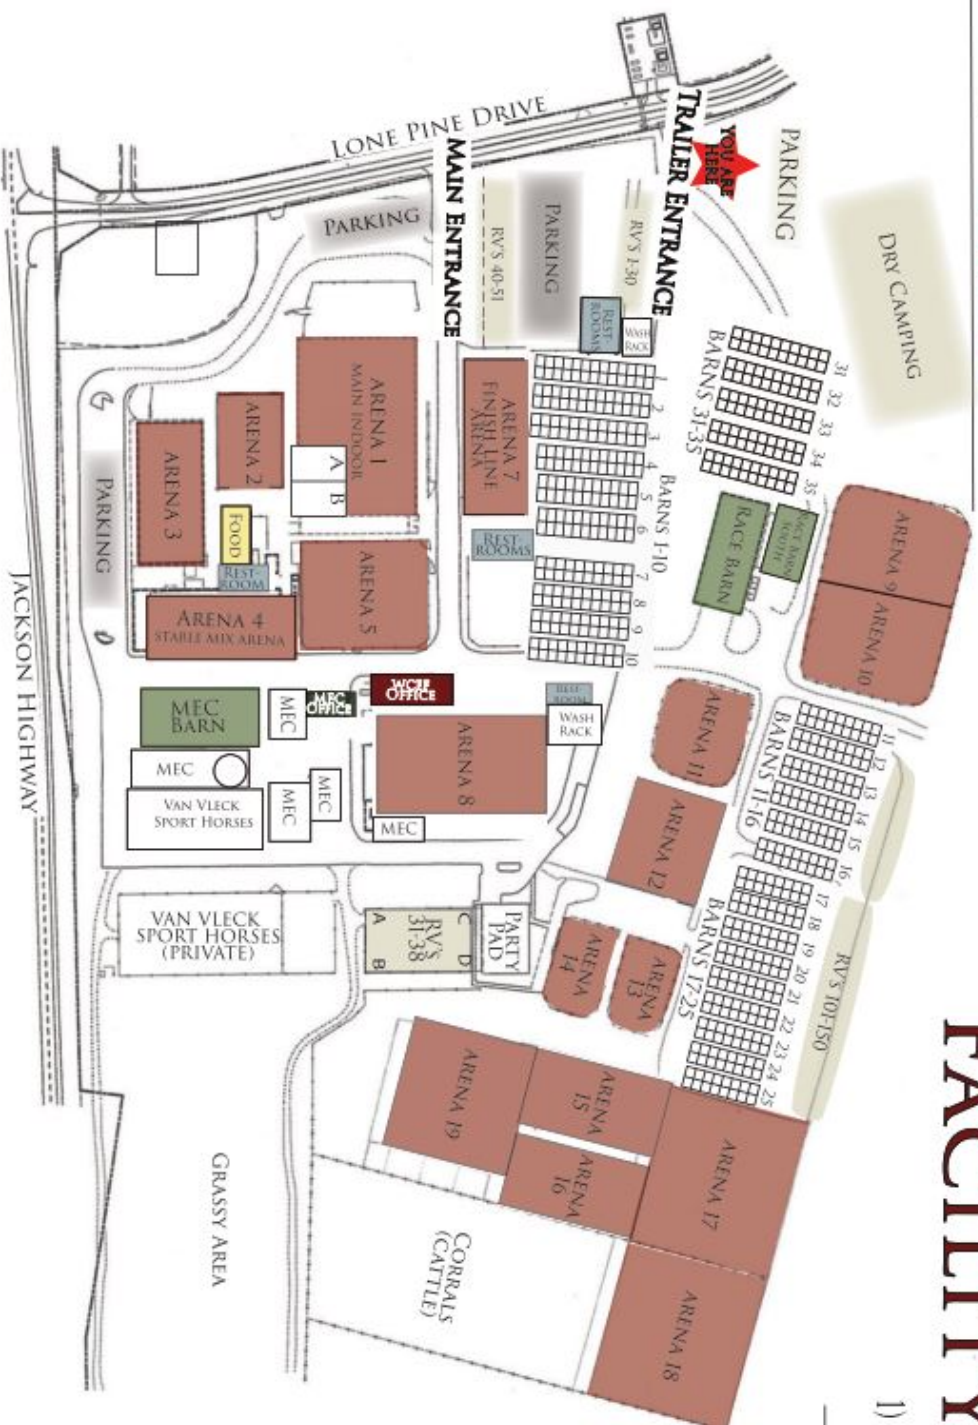 FACILITY
1)
DRY CAMPING
PARKING
YOU ARE
HERE
TRAILER ENTRANCE
LONE PINE DRIVE
MAIN ENTRANCE
RV'S 1-30
PARKING
RV'S 40-51
PARKING
REST-
ROOMS
WASH
RACK
31
32
33
34
35
BARNS 31-35
1
2
3
4
5
6
7
8
9
10
BARNS 1-10
RACE BARN
SOUTH
RACE BARN
ARENA 9
ARENA 10
ARENA 7
FINISH LINE
ARENA
REST-
ROOMS
ARENA 1
MAIN INDOOR
A
B
ARENA 2
ARENA 3
FOOD
REST-
ROOM
ARENA 5
ARENA 4
STABLE MIX ARENA
PARKING
JACKSON HIGHWAY
MEC
BARN
MEC
MEC
OFFICE
WCBF
OFFICE
REST-
ROOM
WASH
RACK
ARENA 8
MEC
VAN VLECK
SPORT HORSES
MEC
MEC
MEC
ARENA 11
ARENA 12
11
12
13
14
15
16
BARNS 11-16
17
18
19
20
21
22
23
24
25
BARNS 17-25
RV'S 101-150
VAN VLECK
SPORT HORSES
(PRIVATE)
RV'S
31-38
A
B
C
D
PARTY
PAD
ARENA
14
ARENA
13
ARENA 19
ARENA
15
ARENA
16
ARENA 17
ARENA 18
CORRALS
(CATTLE)
GRASSY AREA